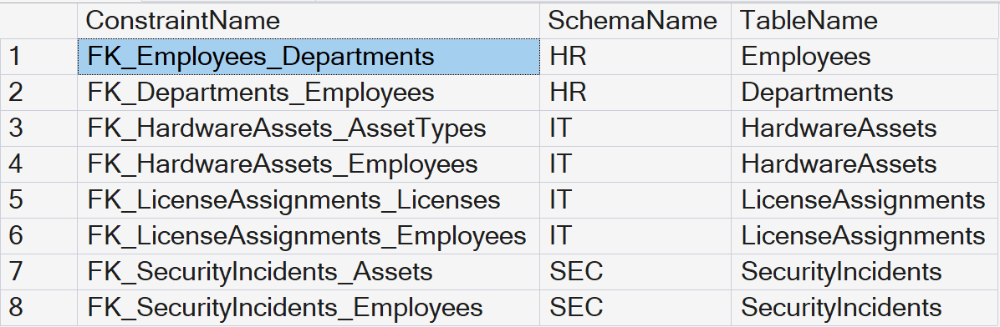 ConstraintName SchemaName TableName
1 FK_Employees_Departments HR Employees
2 FK_Departments_Employees HR Departments
3 FK_HardwareAssets_AssetTypes IT HardwareAssets
4 FK_HardwareAssets_Employees IT HardwareAssets
5 FK_LicenseAssignments_Licenses IT LicenseAssignments
6 FK_LicenseAssignments_Employees IT LicenseAssignments
7 FK_SecurityIncidents_Assets SEC SecurityIncidents
8 FK_SecurityIncidents_Employees SEC SecurityIncidents